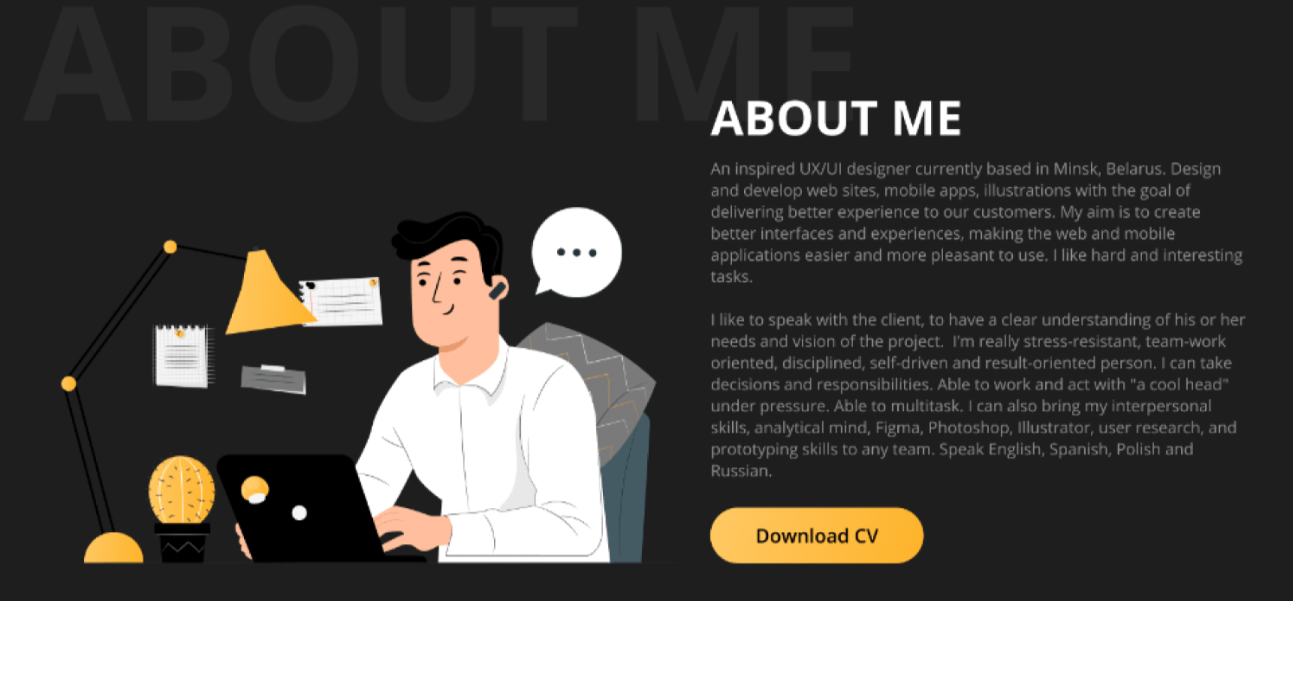 ABOUT ME
ABOUT ME
An inspired UX/UI designer currently based in Minsk, Belarus. Design
and develop web sites, mobile apps, illustrations with the goal of
delivering better experience to our customers. My aim is to create
better interfaces and experiences, making the web and mobile
applications easier and more pleasant to use. I like hard and interesting
tasks.
I like to speak with the client, to have a clear understanding of his or her
needs and vision of the project.  I'm really stress-resistant, team-work
oriented, disciplined, self-driven and result-oriented person. I can take
decisions and responsibilities. Able to work and act with "a cool head"
under pressure. Able to multitask. I can also bring my interpersonal
skills, analytical mind, Figma, Photoshop, Illustrator, user research, and
prototyping skills to any team. Speak English, Spanish, Polish and
Russian.
Download CV